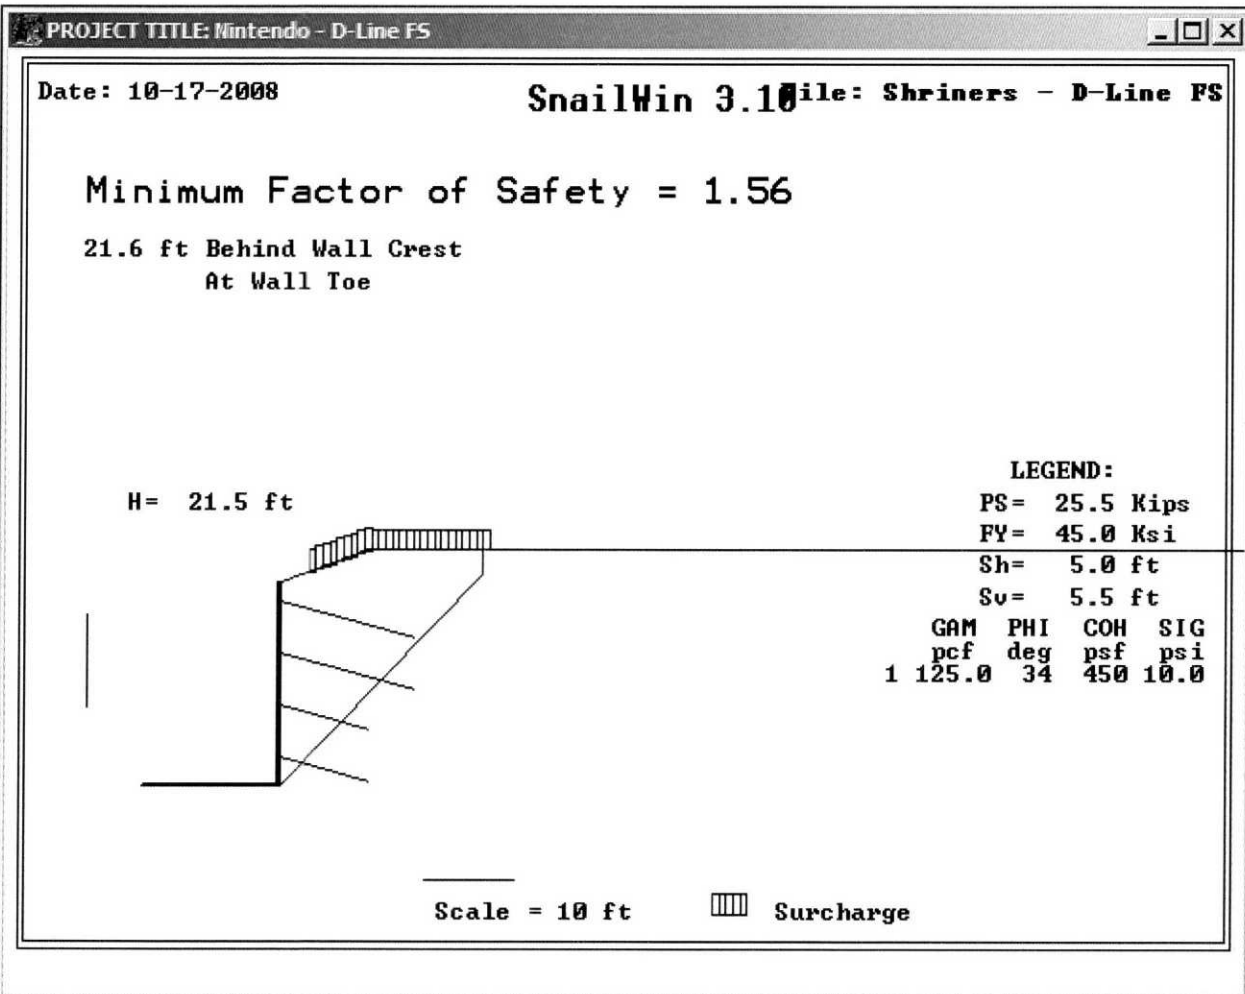 PROJECT TITLE: Nintendo - D-Line FS
Date: 10-17-2008
SnailWin 3.10
ile: Shriners - D-Line FS
Minimum Factor of Safety = 1.56
21.6 ft Behind Wall Crest
At Wall Toe
H= 21.5 ft
LEGEND:
PS= 25.5 Kips
FY= 45.0 Ksi
Sh= 5.0 ft
Sv= 5.5 ft
GAM PHI COH SIG
pcf deg psf psi
1 125.0 34 450 10.0
Scale = 10 ft
Surcharge